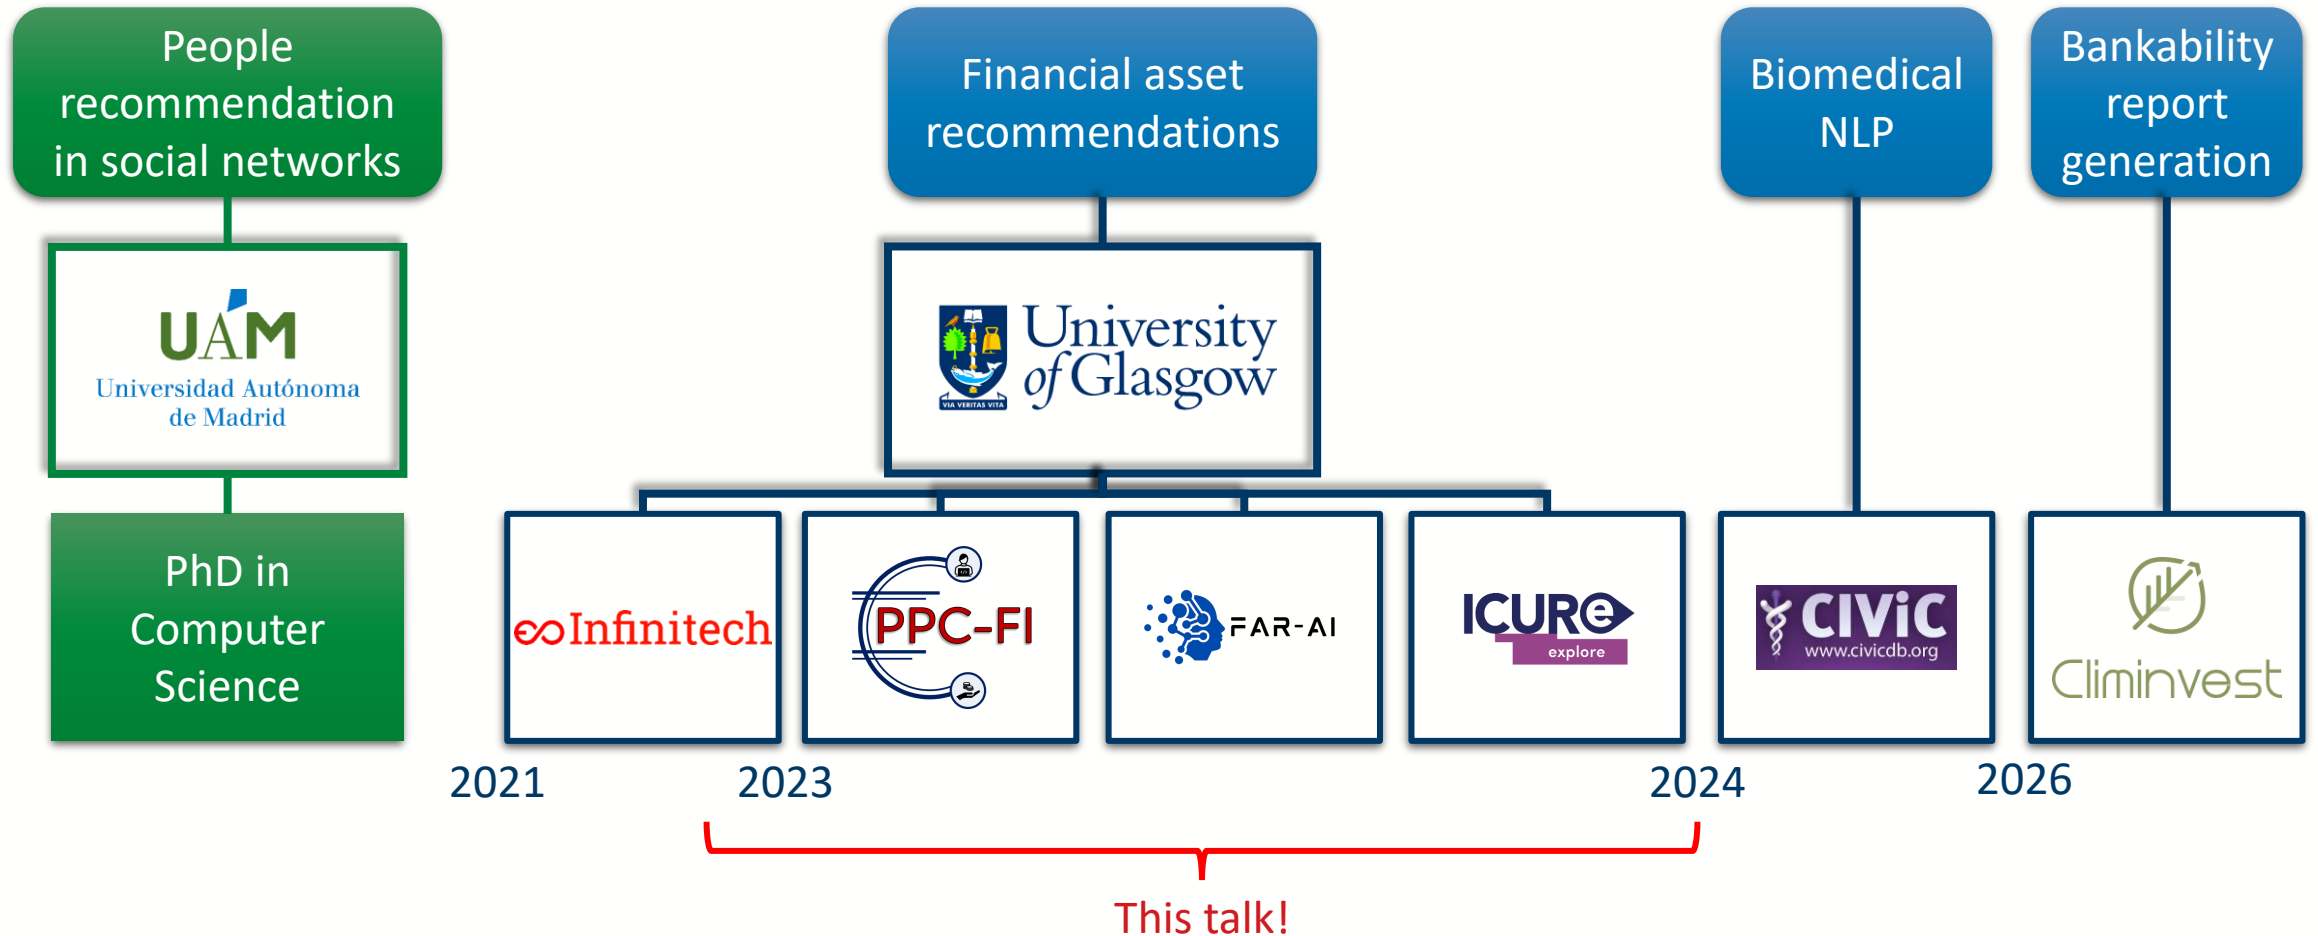 People
recommendation
in social networks
Financial asset
recommendations
Biomedical
NLP
Bankability
report
generation
UAM
Universidad Autónoma
de Madrid
University
of Glasgow
VIA VERITAS VITA
PhD in
Computer
Science
Infinitech
PPC-FI
FAR-AI
ICURe
explore
CIViC
www.civicdb.org
Climinvest
2021
2023
2024
2026
This talk!